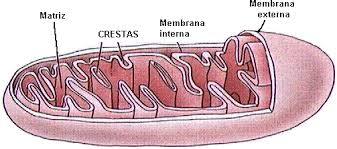 Matriz
CRESTAS
Membrana
interna
Membrana
externa